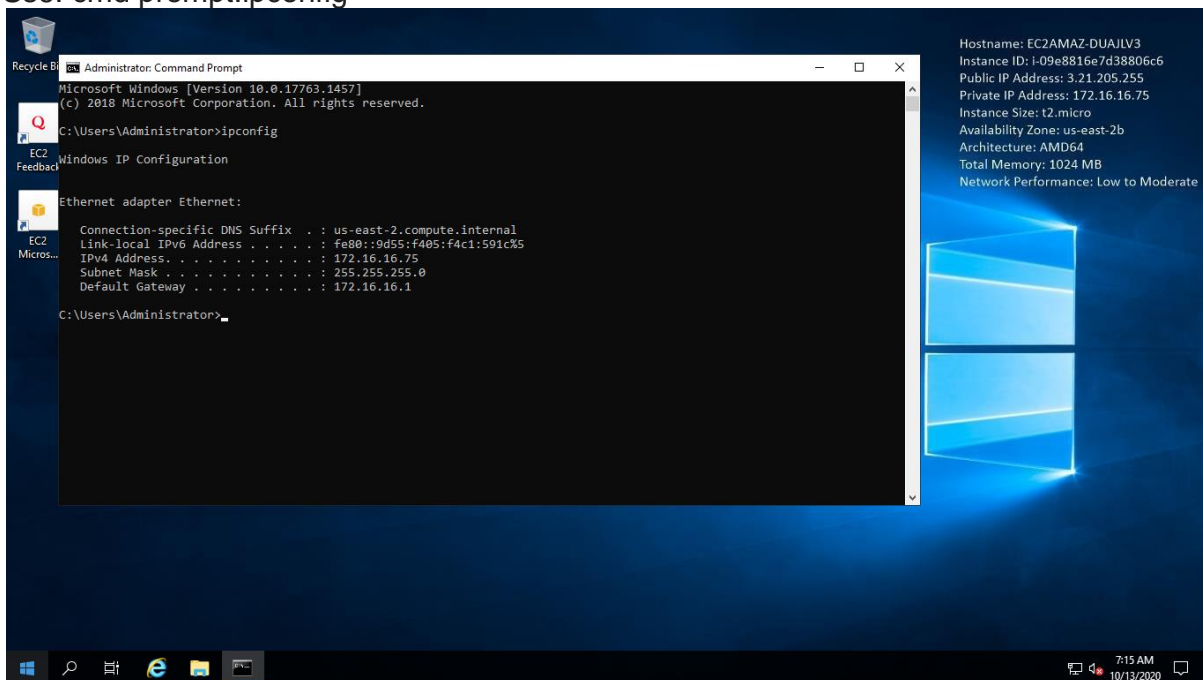 Recycle Bi
EC2
Feedback
EC2
Micros...
Administrator: Command Prompt
Microsoft Windows [Version 10.0.17763.1457]
(c) 2018 Microsoft Corporation. All rights reserved.
C:\Users\Administrator>ipconfig
Windows IP Configuration
Ethernet adapter Ethernet:
Connection-specific DNS Suffix . : us-east-2.compute.internal
Link-local IPv6 Address . . . . . : fe80::9d55:f405:f4c1:591c%5
IPv4 Address. . . . . . . . . . . : 172.16.16.75
Subnet Mask . . . . . . . . . . . : 255.255.255.0
Default Gateway . . . . . . . . . : 172.16.16.1
C:\Users\Administrator>
Hostname: EC2AMAZ-DUAJLV3
Instance ID: i-09e8816e7d38806c6
Public IP Address: 3.21.205.255
Private IP Address: 172.16.16.75
Instance Size: t2.micro
Availability Zone: us-east-2b
Architecture: AMD64
Total Memory: 1024 MB
Network Performance: Low to Moderate
7:15 AM
10/13/2020